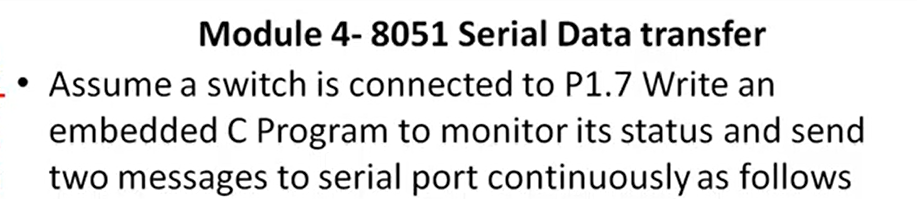 Module 4- 8051 Serial Data transfer
• Assume a switch is connected to P1.7 Write an
embedded C Program to monitor its status and send
two messages to serial port continuously as follows